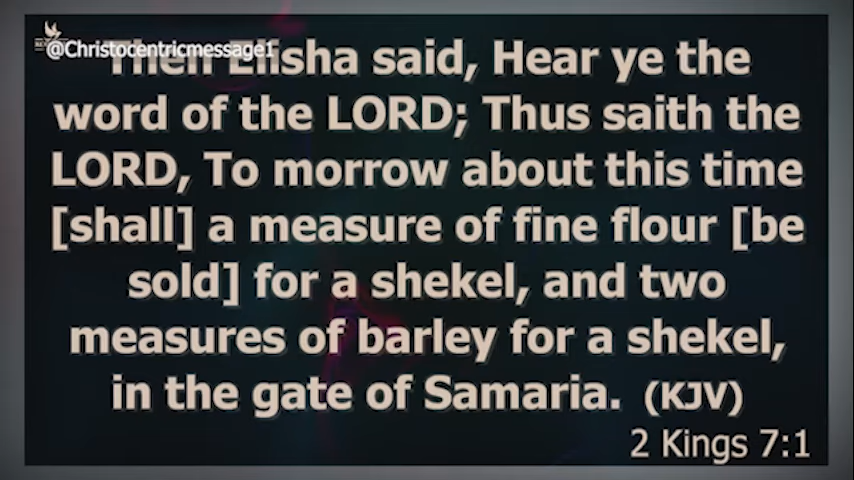 @Christocentricmessage1
Then Elisha said, Hear ye the
word of the LORD; Thus saith the
LORD, To morrow about this time
[shall] a measure of fine flour [be
sold] for a shekel, and two
measures of barley for a shekel,
in the gate of Samaria. (KJV)
2 Kings 7:1